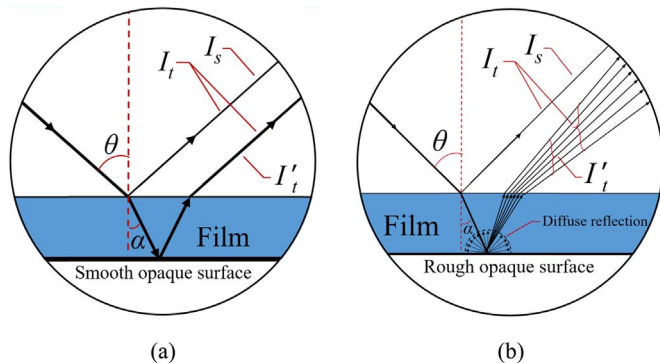 I_t
I_s
θ
I'_t
α
Film
Smooth opaque surface
(a)
I_t
I_s
θ
I'_t
Film
α
Diffuse reflection
Rough opaque surface
(b)